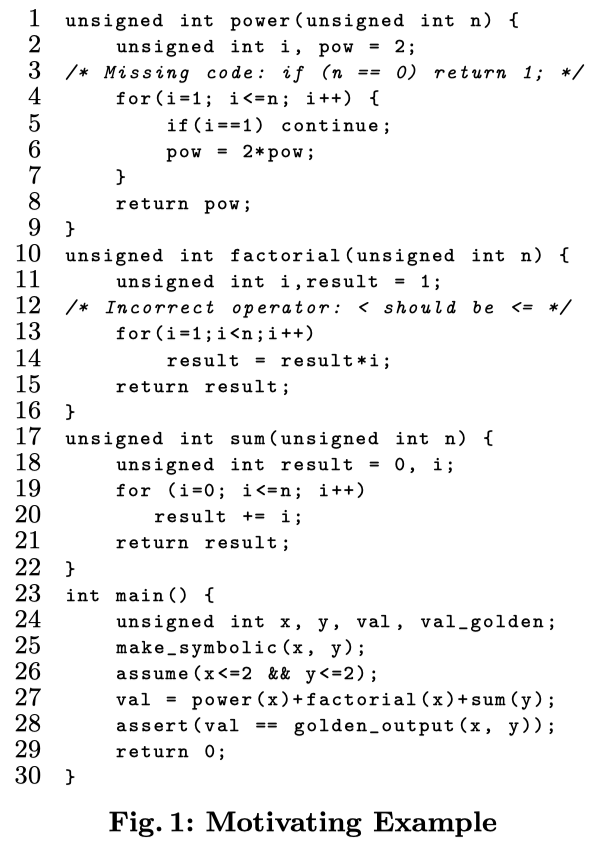 1 unsigned int power(unsigned int n) {
2 unsigned int i, pow = 2;
3 /* Missing code: if (n == 0) return 1; */
4 for(i=1; i<=n; i++) {
5 if(i==1) continue;
6 pow = 2*pow;
7 }
8 return pow;
9 }
10 unsigned int factorial(unsigned int n) {
11 unsigned int i,result = 1;
12 /* Incorrect operator: < should be <= */
13 for(i=1;i<n;i++)
14 result = result*i;
15 return result;
16 }
17 unsigned int sum(unsigned int n) {
18 unsigned int result = 0, i;
19 for (i=0; i<=n; i++)
20 result += i;
21 return result;
22 }
23 int main() {
24 unsigned int x, y, val, val_golden;
25 make_symbolic(x, y);
26 assume(x<=2 && y<=2);
27 val = power(x)+factorial(x)+sum(y);
28 assert(val == golden_output(x, y));
29 return 0;
30 }
Fig. 1: Motivating Example